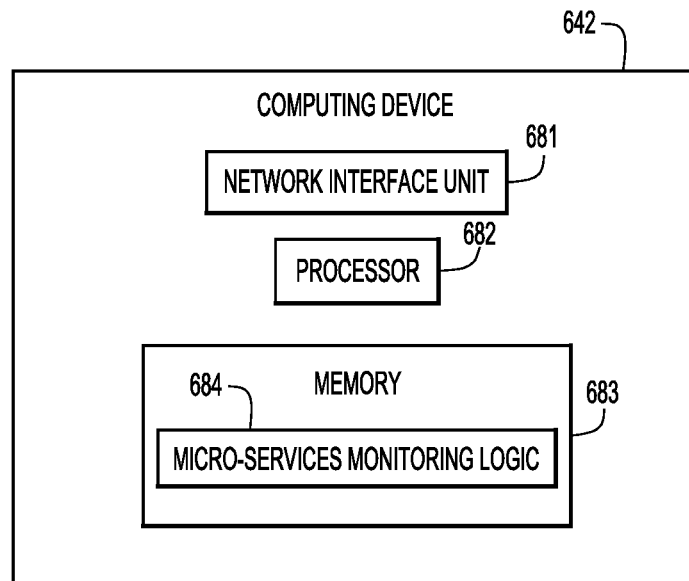 642
COMPUTING DEVICE
681
NETWORK INTERFACE UNIT
682
PROCESSOR
684
MEMORY
683
MICRO-SERVICES MONITORING LOGIC